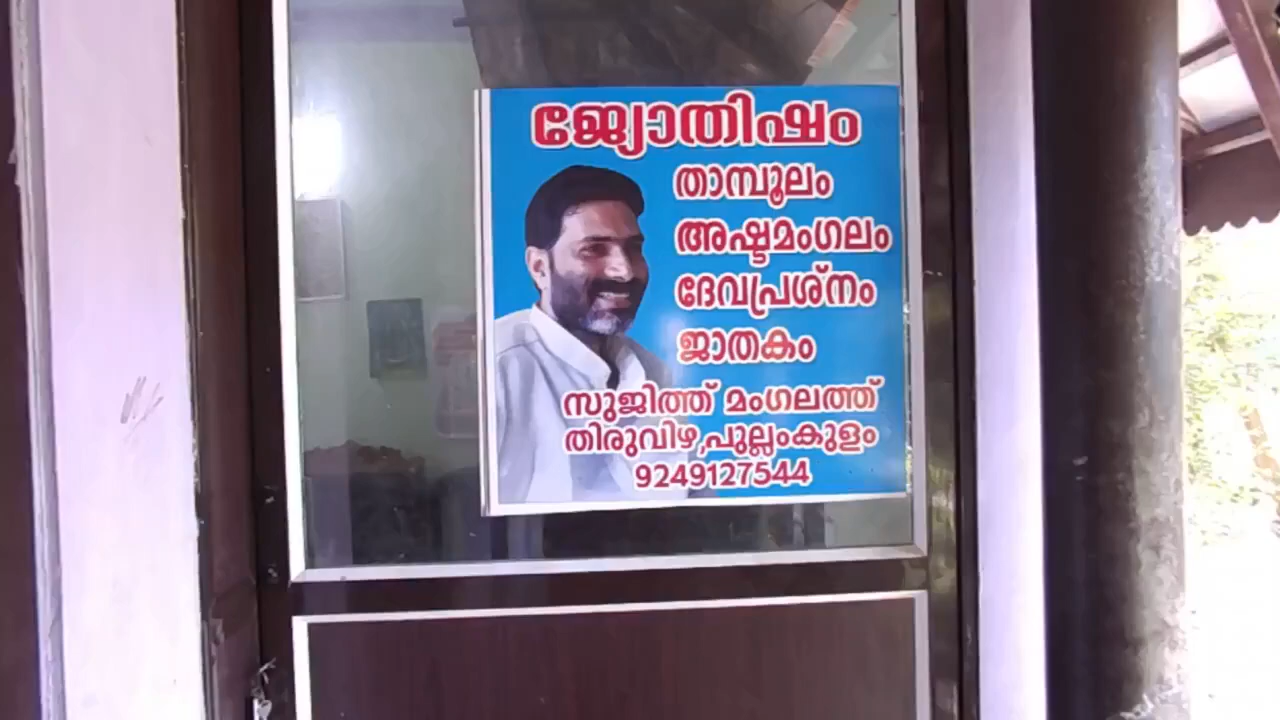 ജ്യോതിഷം
താമ്പൂലം
അഷ്ടമംഗലം
ദേവപ്രശ്നം
ജാതകം
സുജിത്ത് മംഗലത്ത്
തിരുവിഴ,പുല്ലംകുളം
9249127544